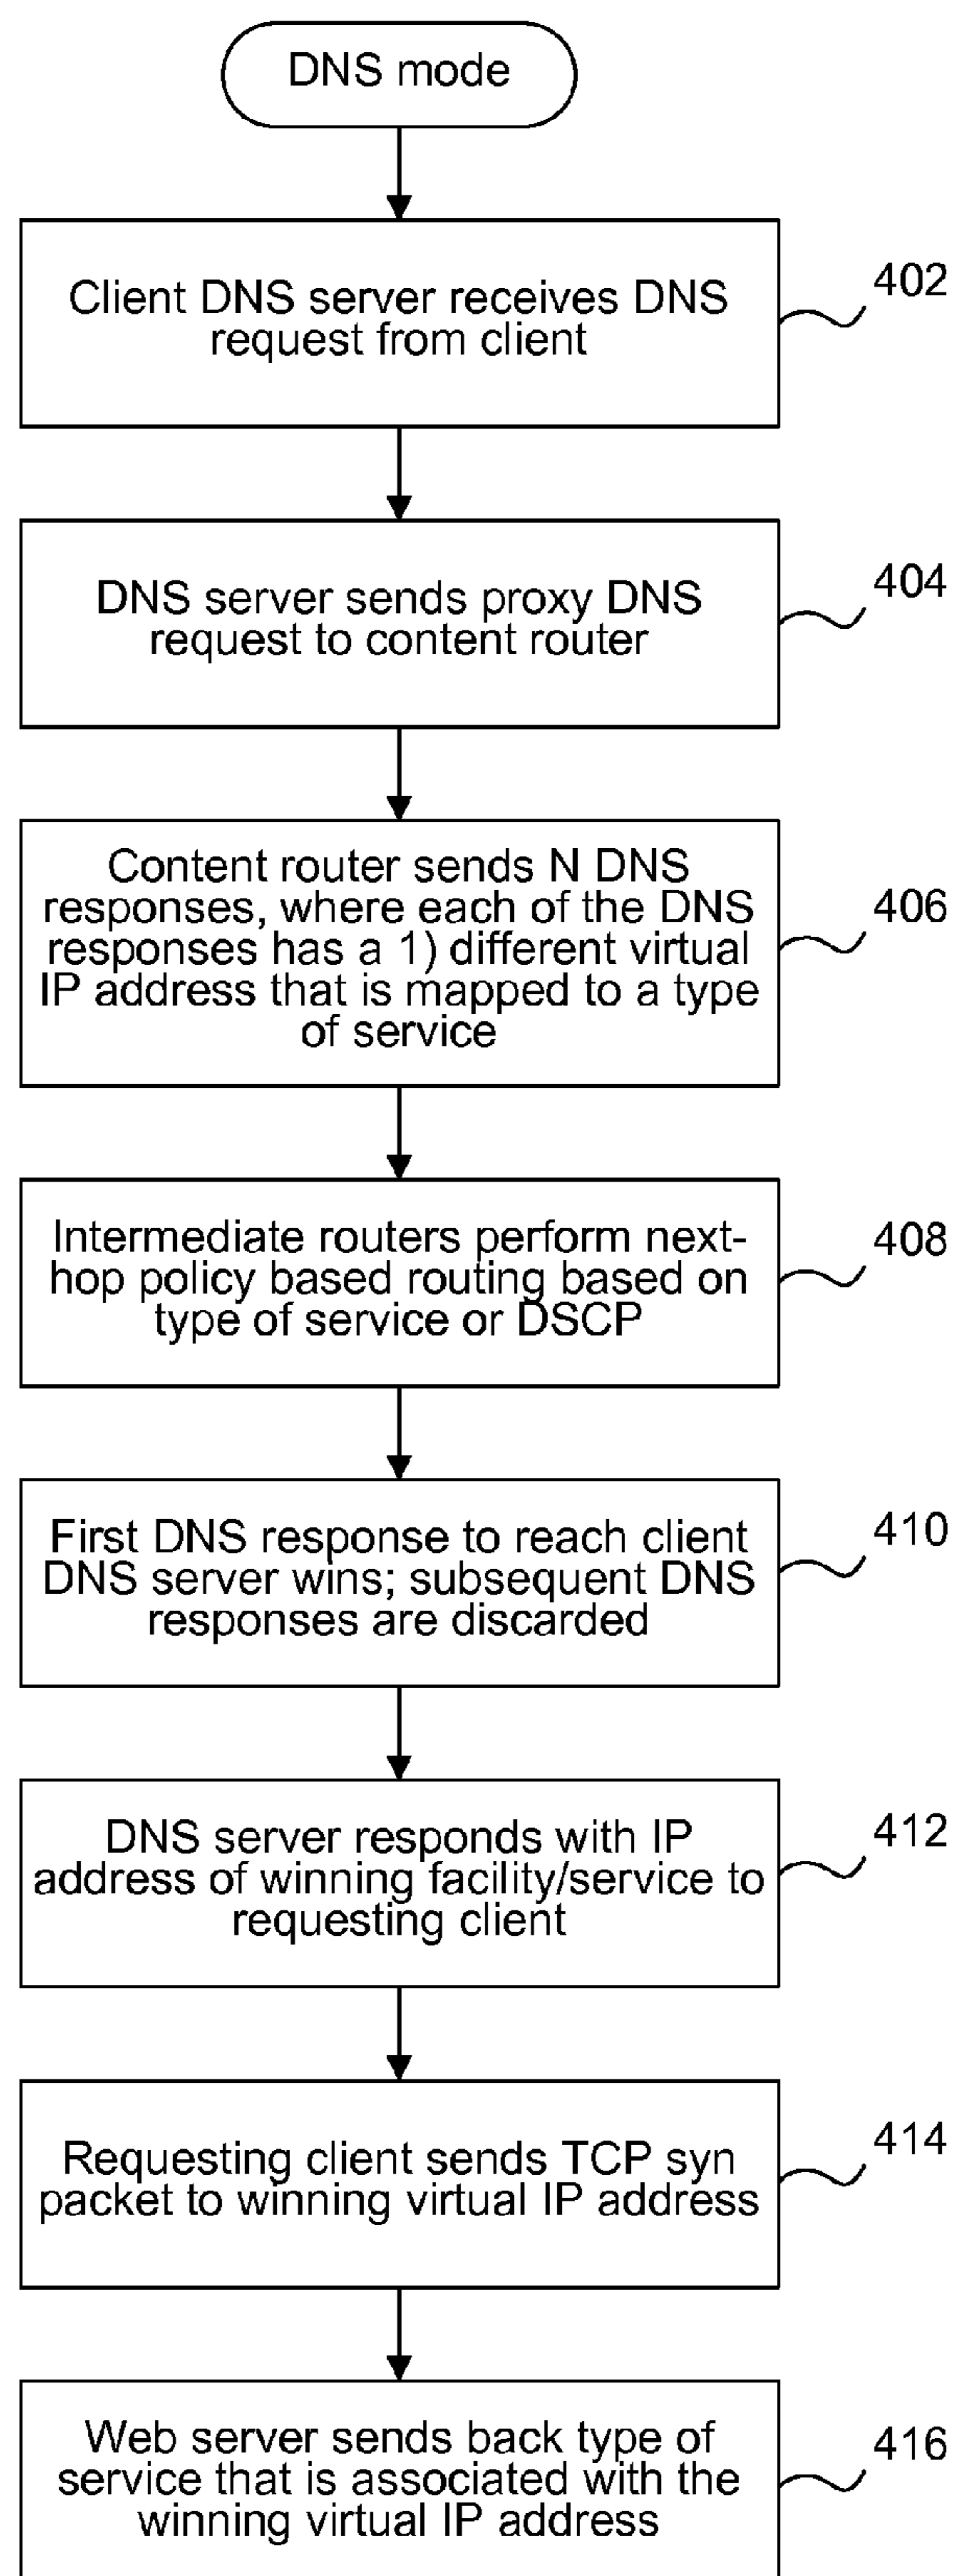 DNS mode
Client DNS server receives DNS
request from client
402
DNS server sends proxy DNS
request to content router
404
Content router sends N DNS
responses, where each of the DNS
responses has a 1) different virtual
IP address that is mapped to a type
of service
406
Intermediate routers perform next-
hop policy based routing based on
type of service or DSCP
408
First DNS response to reach client
DNS server wins; subsequent DNS
responses are discarded
410
DNS server responds with IP
address of winning facility/service to
requesting client
412
Requesting client sends TCP syn
packet to winning virtual IP address
414
Web server sends back type of
service that is associated with the
winning virtual IP address
416